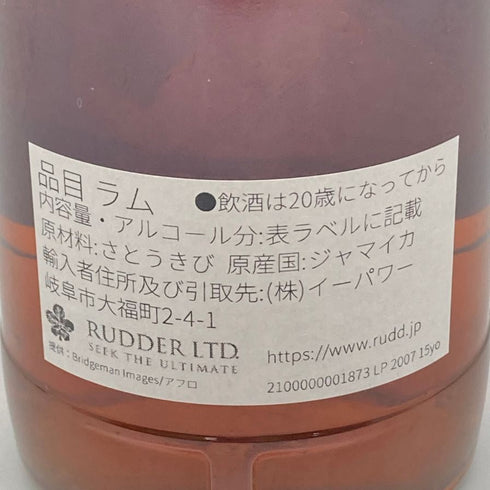 品目 ラム ●飲酒は20歳になってから
内容量・アルコール分:表ラベルに記載
原材料:さとうきび 原産国:ジャマイカ
輸入者住所及び引取先:(株)イーパワー
岐阜市大福町2-4-1
RUDDER LTD.
SEEK THE ULTIMATE
https://www.rudd.jp
提供:Bridgeman Images/アフロ
2100000001873 LP 2007 15yo